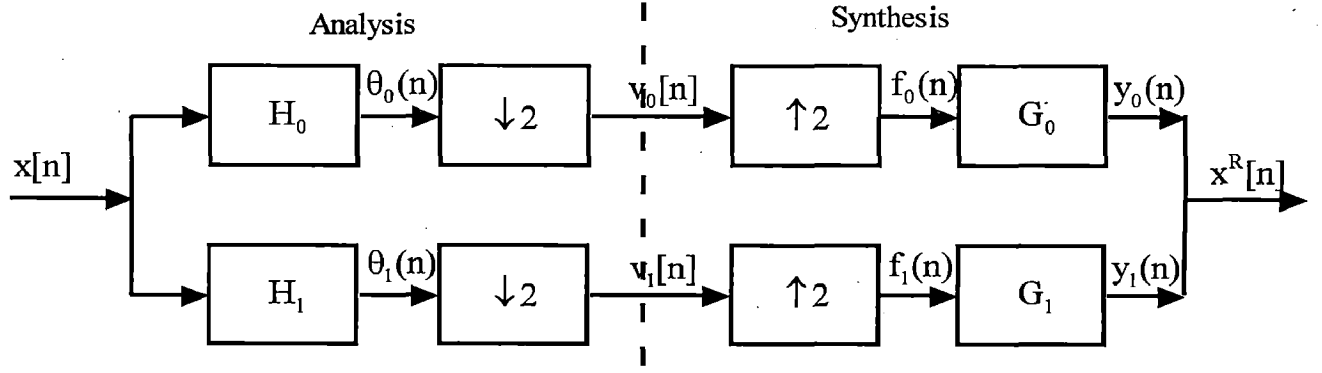 Analysis
Synthesis
x[n]
H₀
θ₀(n)
↓2
v₀[n]
↑2
f₀(n)
G₀
y₀(n)
xᴿ[n]
H₁
θ₁(n)
↓2
v₁[n]
↑2
f₁(n)
G₁
y₁(n)